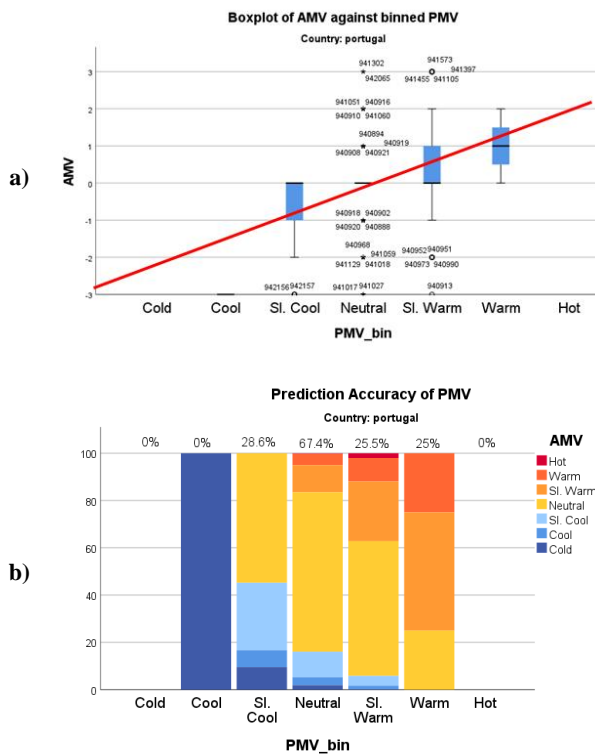 Boxplot of AMV against binned PMV
Country: portugal
a)
AMV
3
2
1
0
-1
-2
-3
941302
942065
941573
941397
941455 941105
941051 940916
940910 941060
940894
940919
940908 940921
940918 940902
940920 940888
940968
941059
941129 941018
940952 940951
940973 940990
942156 942157
941017 941027
940913
Cold Cool Sl. Cool Neutral Sl. Warm Warm Hot
PMV_bin
Prediction Accuracy of PMV
Country: portugal
b)
0% 0% 28.6% 67.4% 25.5% 25% 0%
100
80
60
40
20
0
AMV
Hot
Warm
Sl. Warm
Neutral
Sl. Cool
Cool
Cold
Cold Cool Sl. Cool Neutral Sl. Warm Warm Hot
PMV_bin